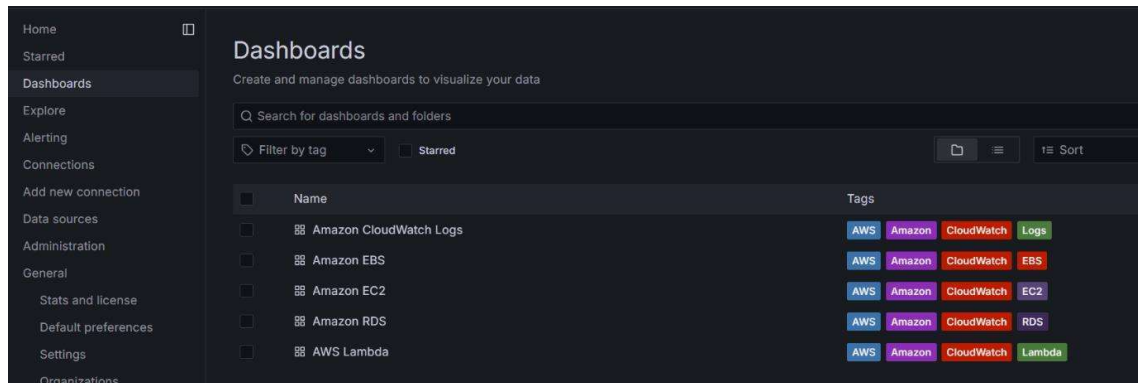 Home
Starred
Dashboards
Explore
Alerting
Connections
Add new connection
Data sources
Administration
General
Stats and license
Default preferences
Settings
Organizations
Dashboards
Create and manage dashboards to visualize your data
Search for dashboards and folders
Filter by tag Starred Sort
Name Tags
Amazon CloudWatch Logs AWS Amazon CloudWatch Logs
Amazon EBS AWS Amazon CloudWatch EBS
Amazon EC2 AWS Amazon CloudWatch EC2
Amazon RDS AWS Amazon CloudWatch RDS
AWS Lambda AWS Amazon CloudWatch Lambda